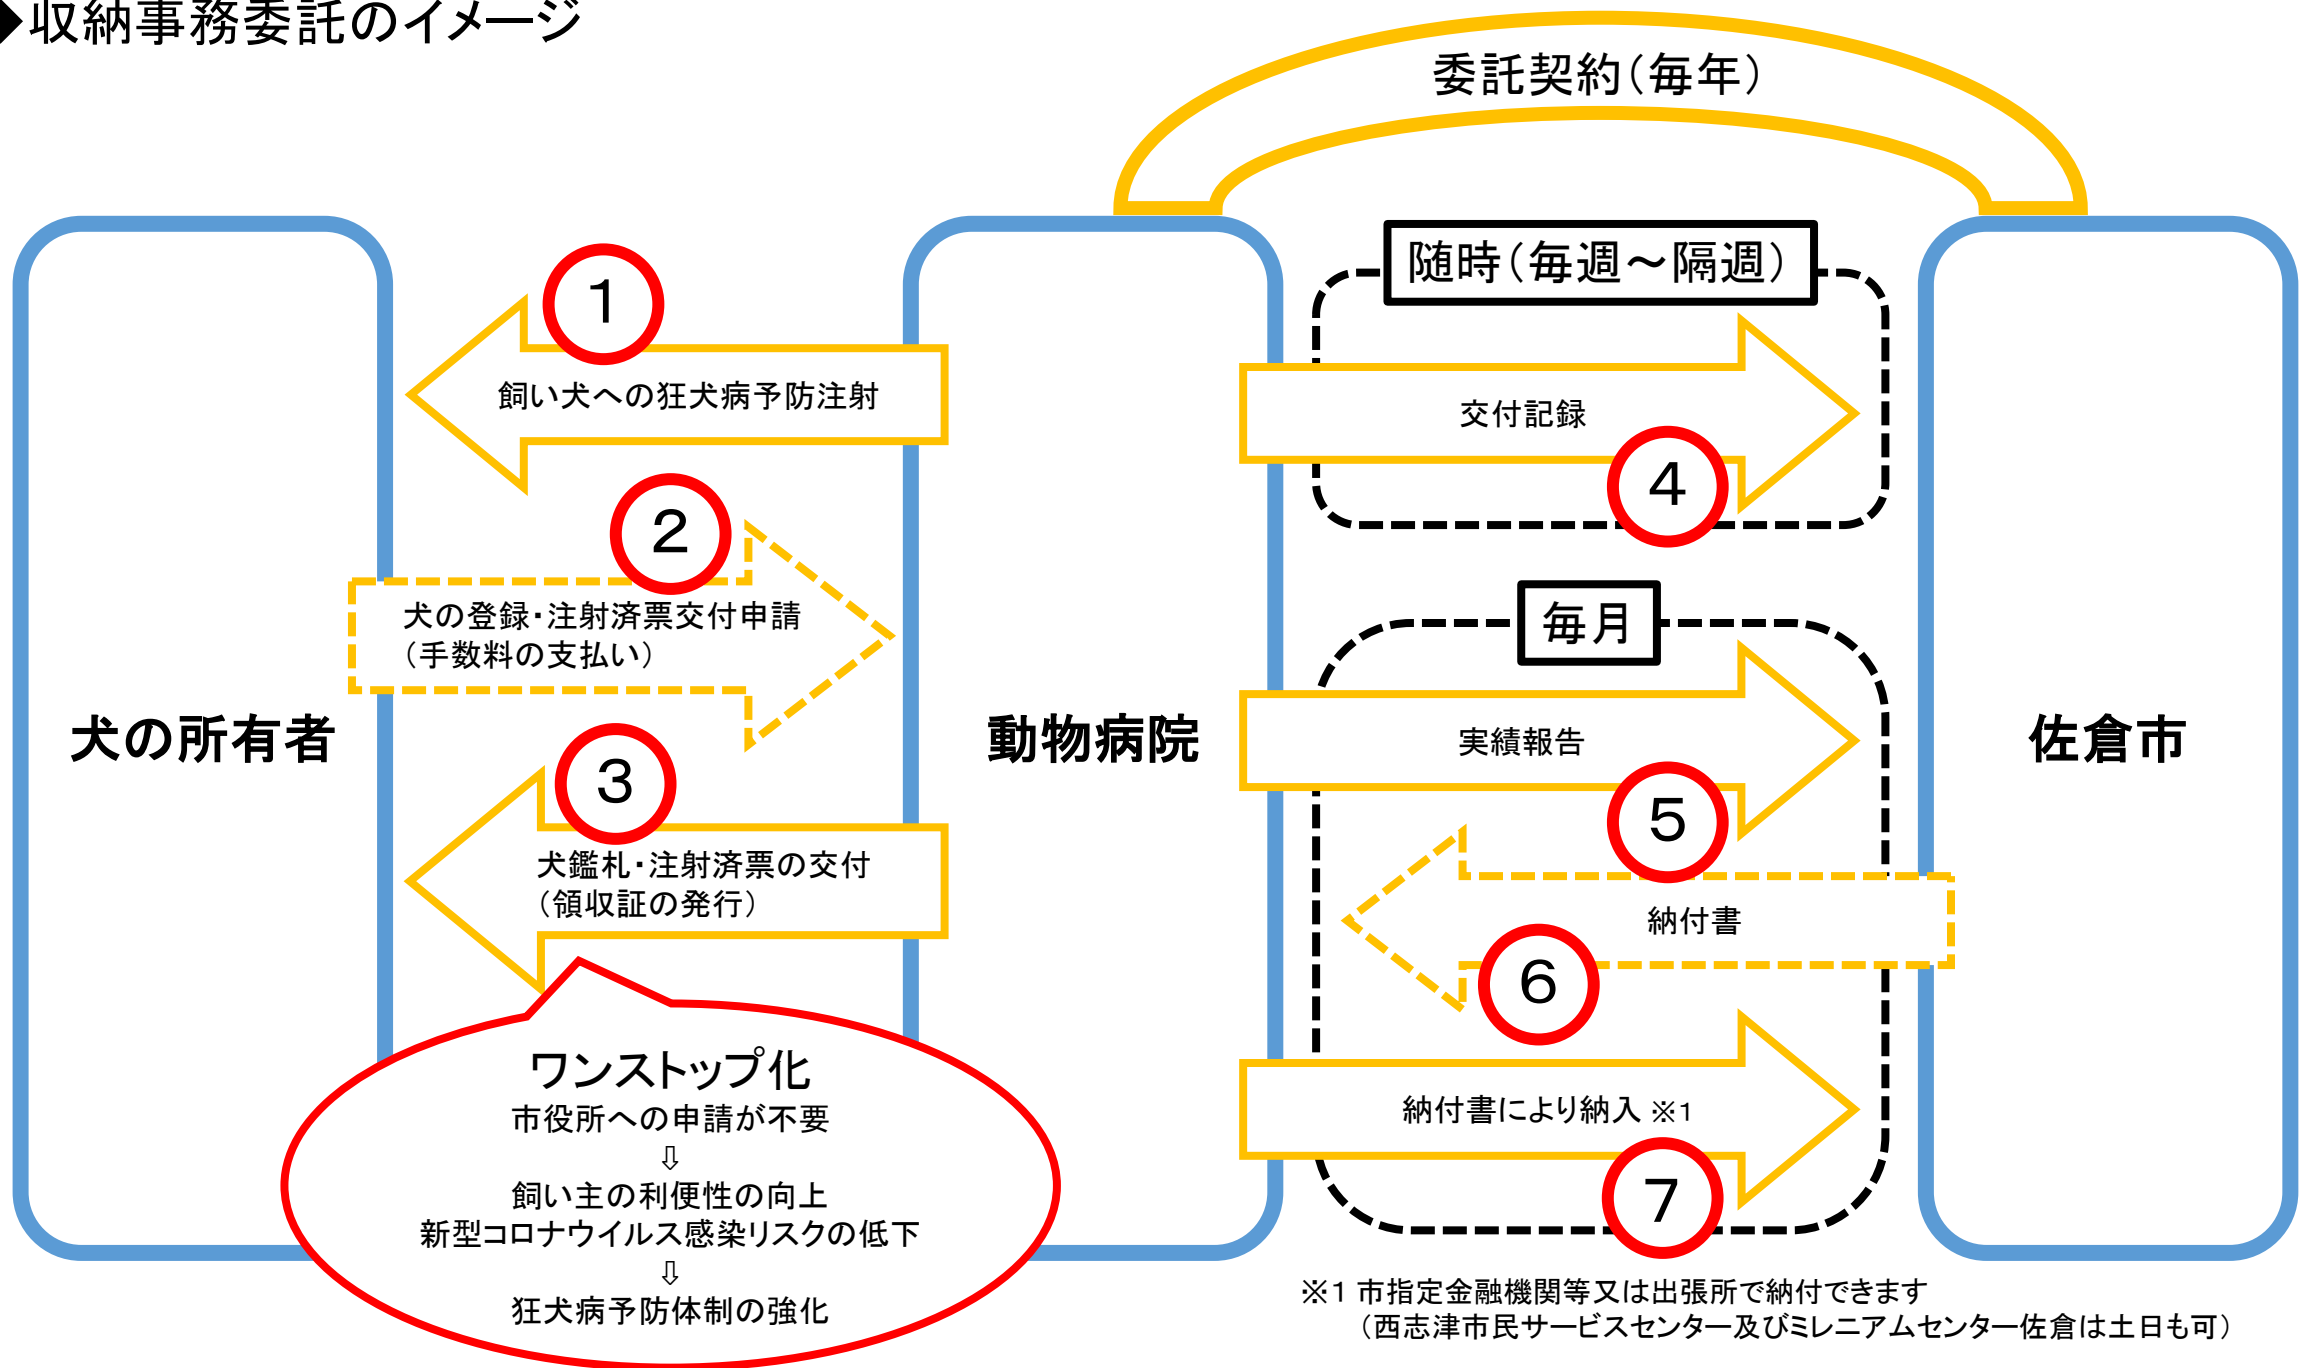 ◆収納事務委託のイメージ
委託契約（毎年）
犬の所有者
動物病院
佐倉市
1
飼い犬への狂犬病予防注射
2
犬の登録・注射済票交付申請
（手数料の支払い）
3
犬鑑札・注射済票の交付
（領収証の発行）
ワンストップ化
市役所への申請が不要
⇩
飼い主の利便性の向上
新型コロナウイルス感染リスクの低下
⇩
狂犬病予防体制の強化
随時（毎週～隔週）
交付記録
4
毎月
実績報告
5
納付書
6
納付書により納入 ※1
7
※1 市指定金融機関等又は出張所で納付できます
（西志津市民サービスセンター及びミレニアムセンター佐倉は土日も可）